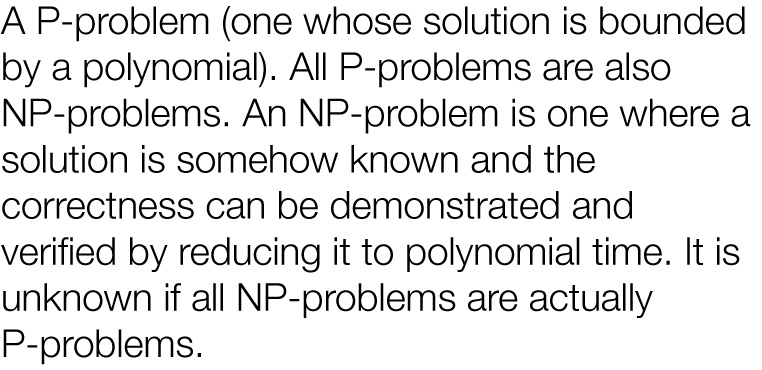 A P-problem (one whose solution is bounded
by a polynomial). All P-problems are also
NP-problems. An NP-problem is one where a
solution is somehow known and the
correctness can be demonstrated and
verified by reducing it to polynomial time. It is
unknown if all NP-problems are actually
P-problems.